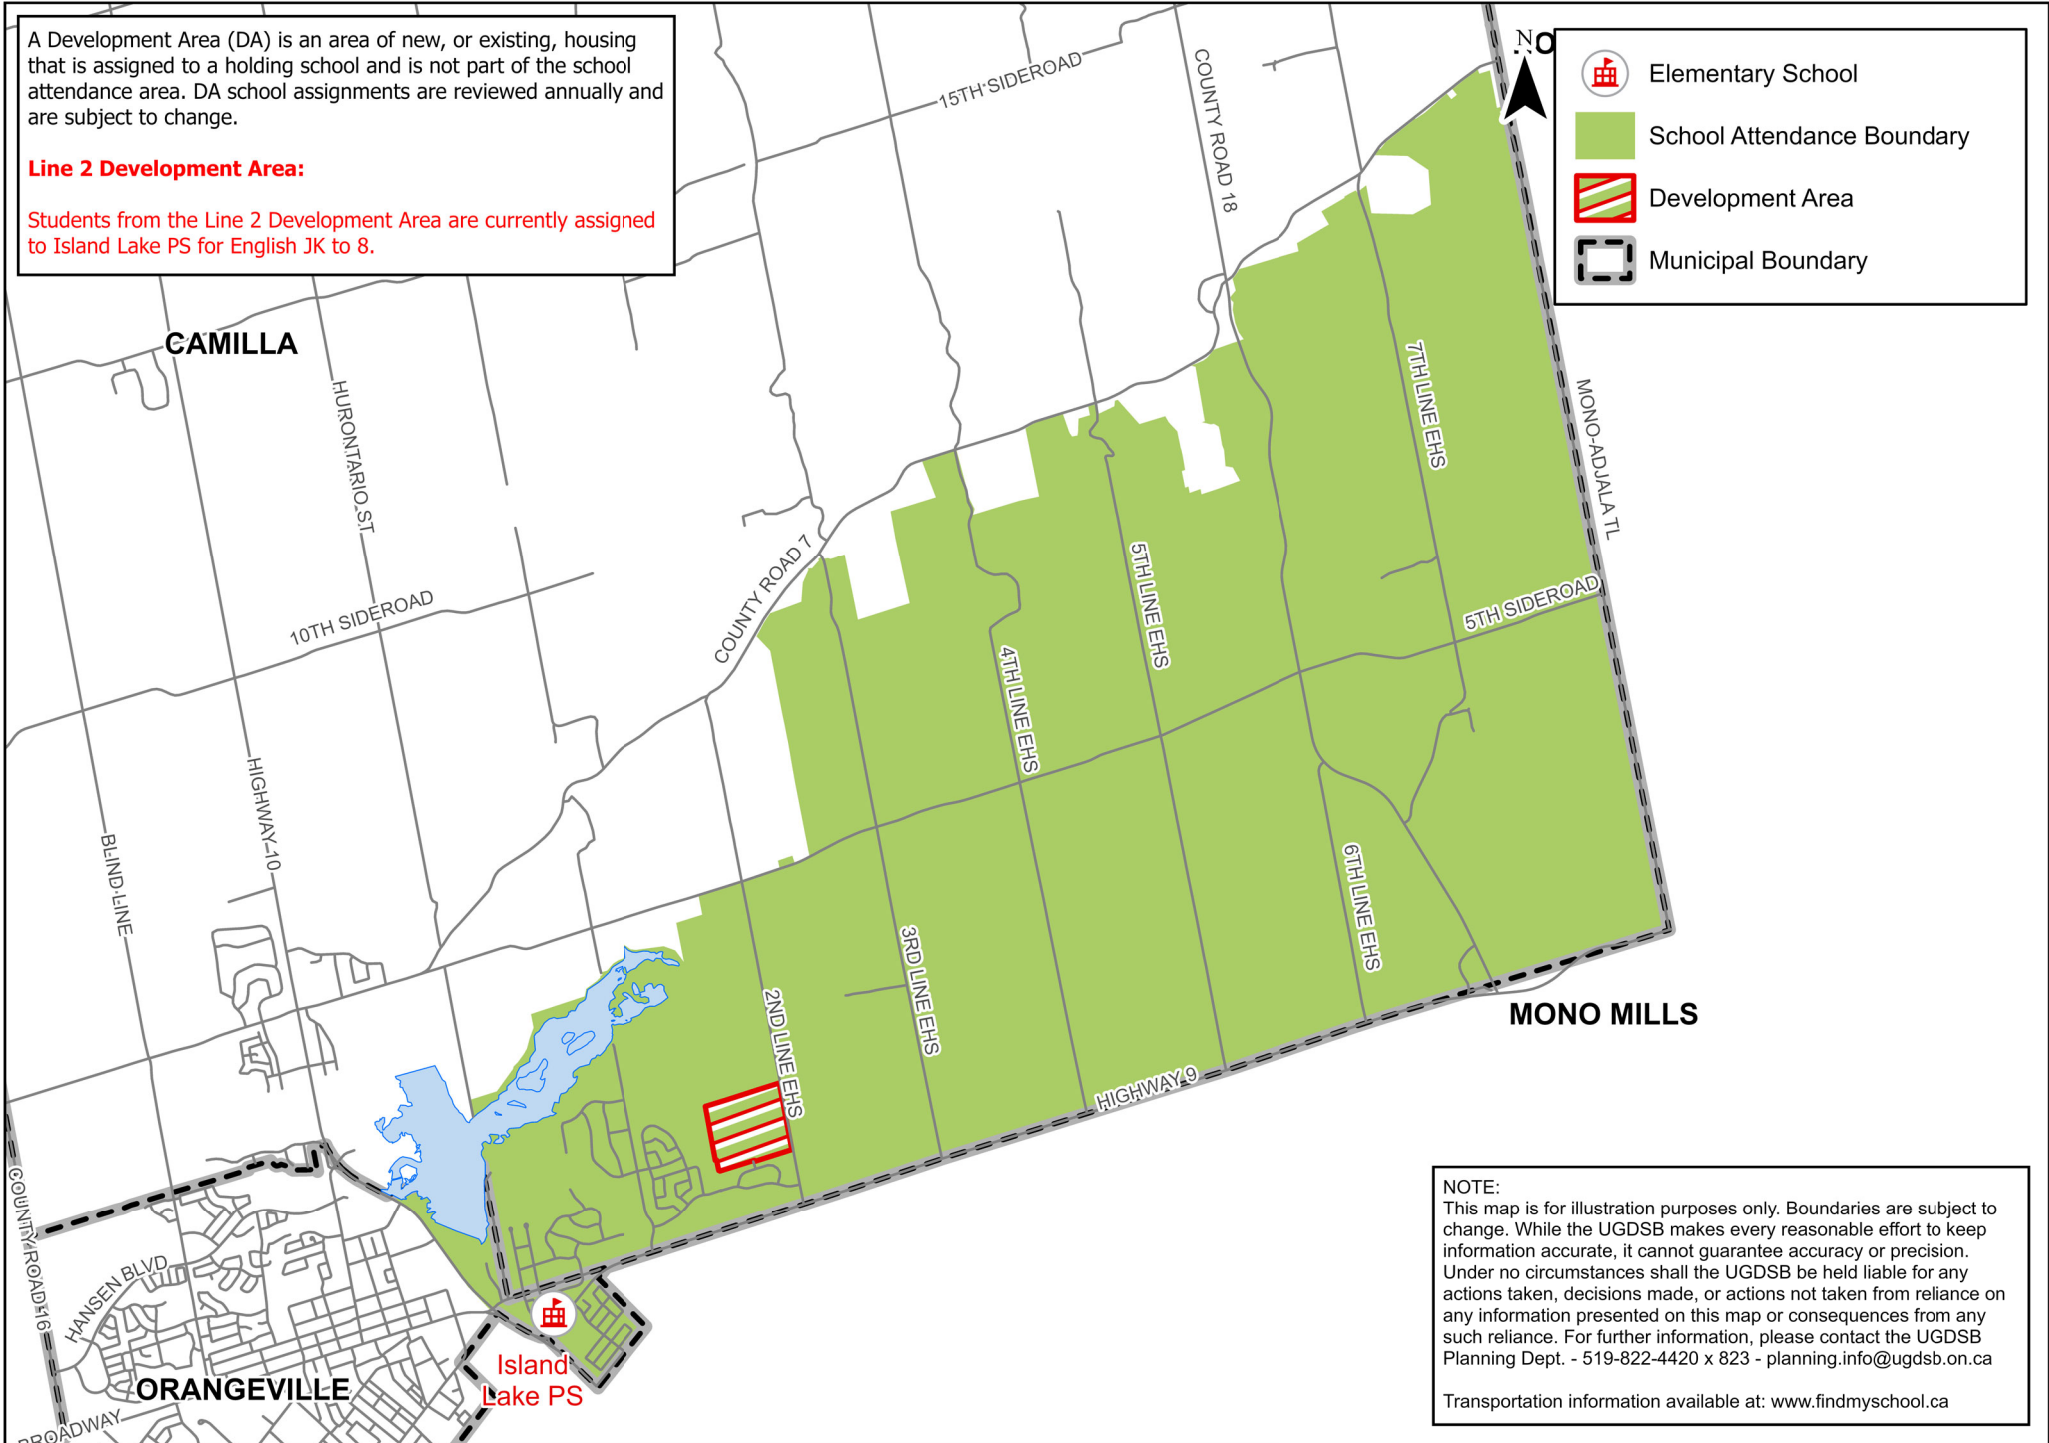 A Development Area (DA) is an area of new, or existing, housing
that is assigned to a holding school and is not part of the school
attendance area. DA school assignments are reviewed annually and
are subject to change.
Line 2 Development Area:
Students from the Line 2 Development Area are currently assigned
to Island Lake PS for English JK to 8.
N
Elementary School
School Attendance Boundary
Development Area
Municipal Boundary
15TH SIDEROAD
COUNTY ROAD 18
CAMILLA
HURONTARIO ST
7TH LINE EHS
MONO-ADJALA TL
10TH SIDEROAD
COUNTY ROAD 7
5TH LINE EHS
5TH SIDEROAD
4TH LINE EHS
HIGHWAY 10
BLIND LINE
6TH LINE EHS
3RD LINE EHS
2ND LINE EHS
MONO MILLS
HIGHWAY 9
COUNTY ROAD 16
HANSEN BLVD
Island
Lake PS
ORANGEVILLE
BROADWAY
NOTE:
This map is for illustration purposes only. Boundaries are subject to
change. While the UGDSB makes every reasonable effort to keep
information accurate, it cannot guarantee accuracy or precision.
Under no circumstances shall the UGDSB be held liable for any
actions taken, decisions made, or actions not taken from reliance on
any information presented on this map or consequences from any
such reliance. For further information, please contact the UGDSB
Planning Dept. - 519-822-4420 x 823 - planning.info@ugdsb.on.ca
Transportation information available at: www.findmyschool.ca